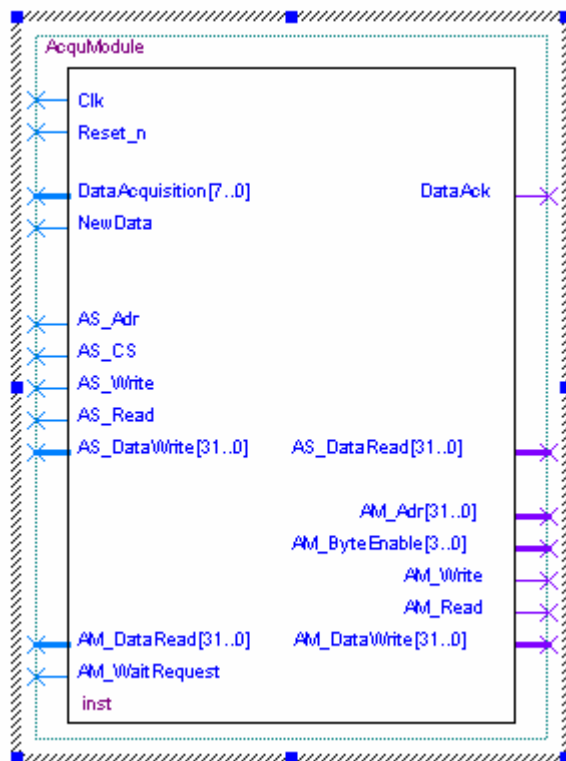 AcquModule
Clk
Reset_n
DataAcquisition[7..0] DataAck
NewData
AS_Adr
AS_CS
AS_Write
AS_Read
AS_DataWrite[31..0] AS_DataRead[31..0]
AM_Adr[31..0]
AM_ByteEnable[3..0]
AM_Write
AM_Read
AM_DataRead[31..0] AM_DataWrite[31..0]
AM_WaitRequest
inst